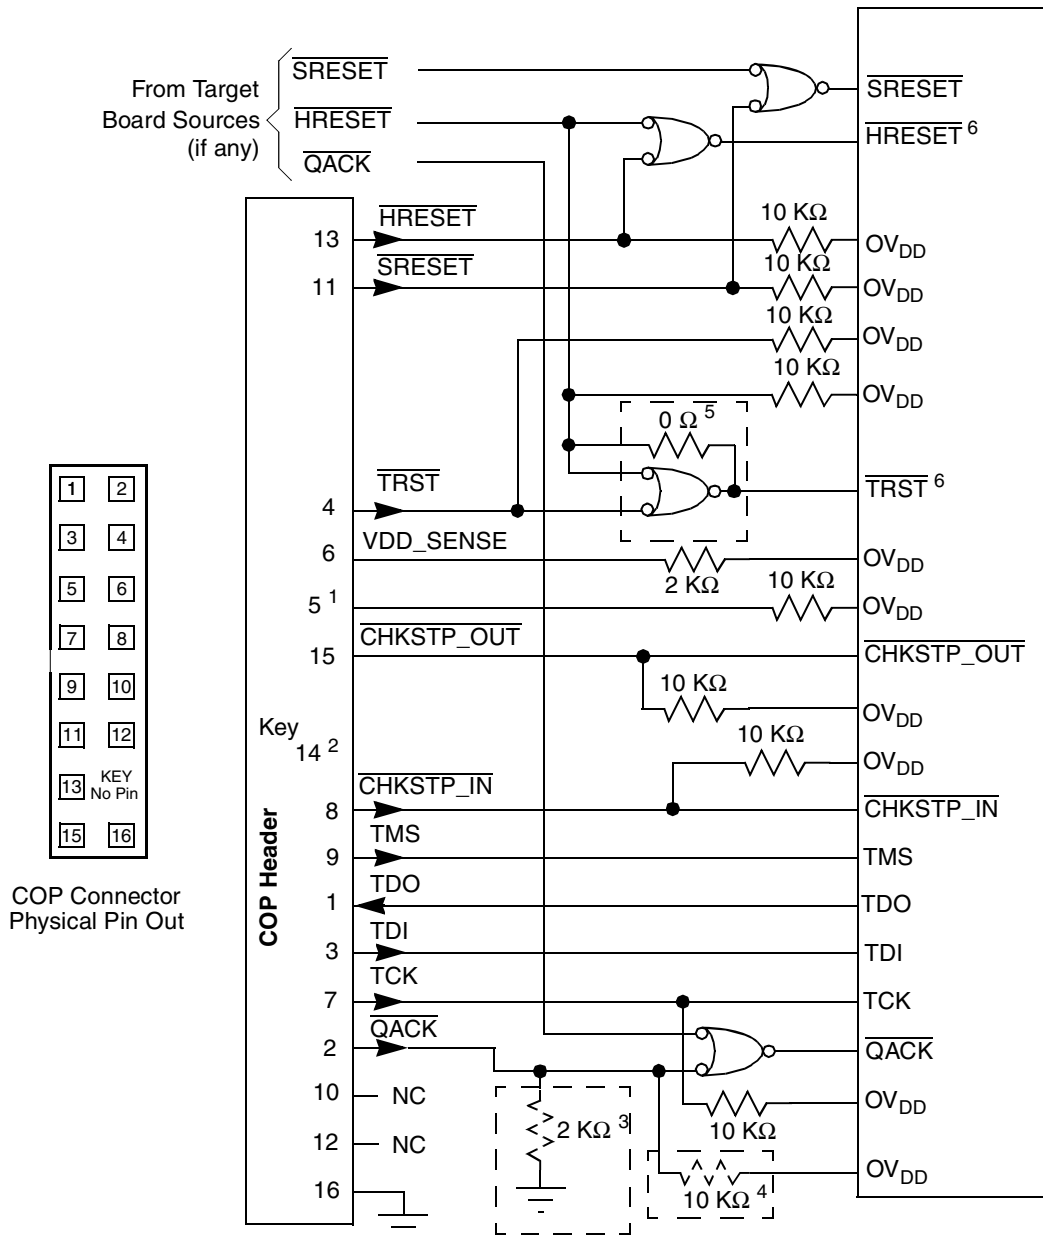 From Target
Board Sources
(if any)
SRESET
HRESET
QACK
SRESET
HRESET 6
13
HRESET
10 KΩ
OVDD
11
SRESET
10 KΩ
OVDD
10 KΩ
OVDD
10 KΩ
OVDD
0 Ω 5
4
TRST
TRST 6
6
VDD_SENSE
2 KΩ
OVDD
5 1
10 KΩ
OVDD
15
CHKSTP_OUT
CHKSTP_OUT
10 KΩ
OVDD
Key
14 2
10 KΩ
OVDD
8
CHKSTP_IN
CHKSTP_IN
9
TMS
TMS
1
TDO
TDO
3
TDI
TDI
7
TCK
TCK
2
QACK
QACK
10
NC
10 KΩ
OVDD
12
NC
2 KΩ 3
10 KΩ 4
OVDD
16
COP Header
1 2
3 4
5 6
7 8
9 10
11 12
13 KEY
No Pin
15 16
COP Connector
Physical Pin Out